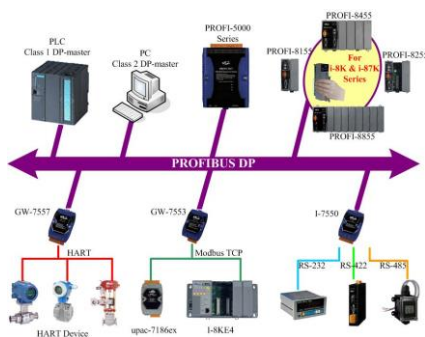 PLC
Class 1 DP-master
PC
Class 2 DP-master
PROFI-5000
Series
PROFI-8455
PROFI-8155
For
i-8K & i-87K
Series
PROFI-8255
PROFI-8855
PROFIBUS DP
GW-7557
GW-7553
I-7550
HART
Modbus TCP
RS-232
RS-422
RS-485
HART Device
upac-7186ex
I-8KE4